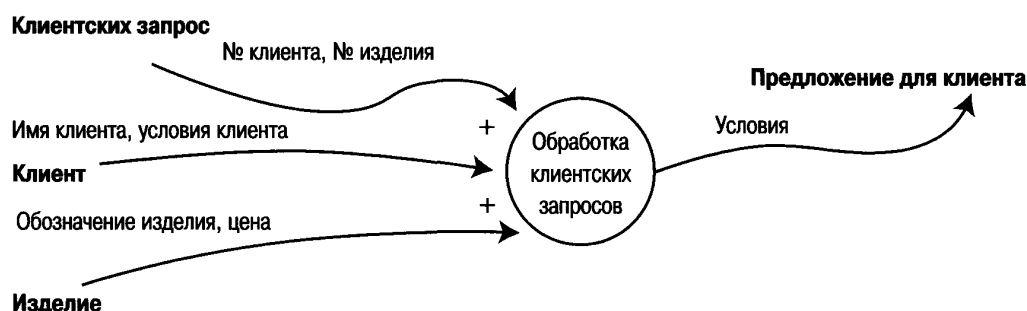 Клиентских запрос
№ клиента, № изделия
Предложение для клиента
Имя клиента, условия клиента
+
Условия
Обработка
клиентских
запросов
Клиент
+
Обозначение изделия, цена
Изделие